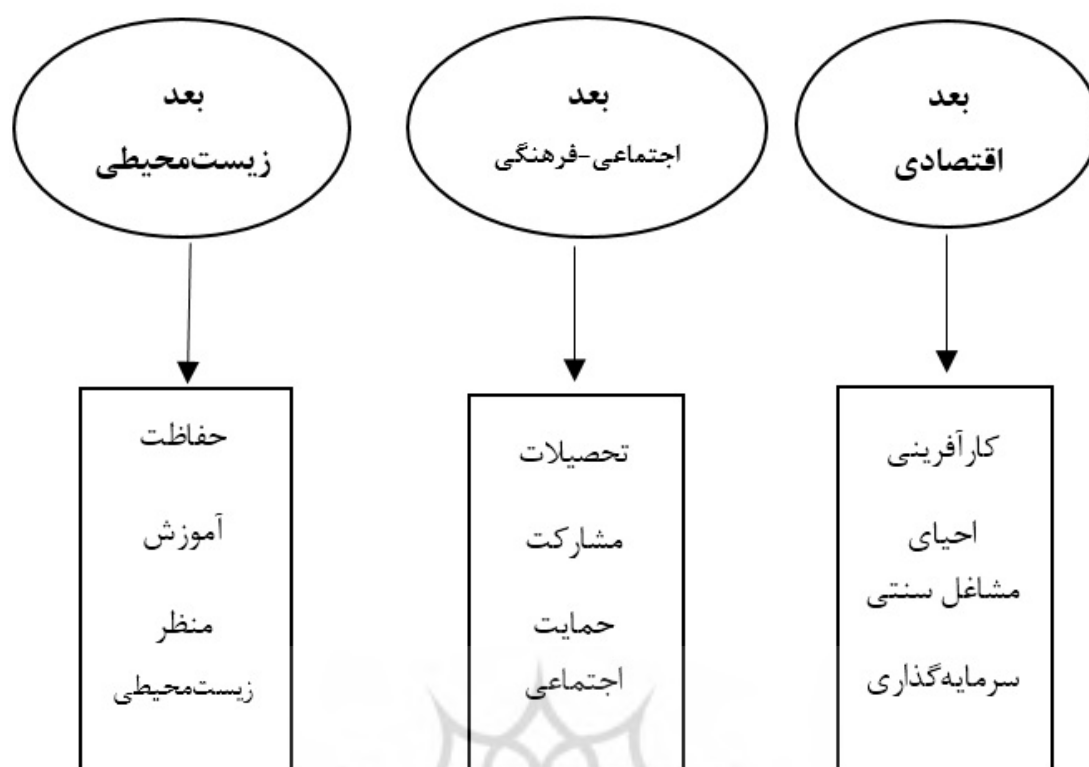 بعد
اقتصادی
بعد
اجتماعی-فرهنگی
بعد
زیست‌محیطی
کارآفرینی
احیای
مشاغل سنتی
سرمایه‌گذاری
تحصیلات
مشارکت
حمایت
اجتماعی
حفاظت
آموزش
منظر
زیست‌محیطی